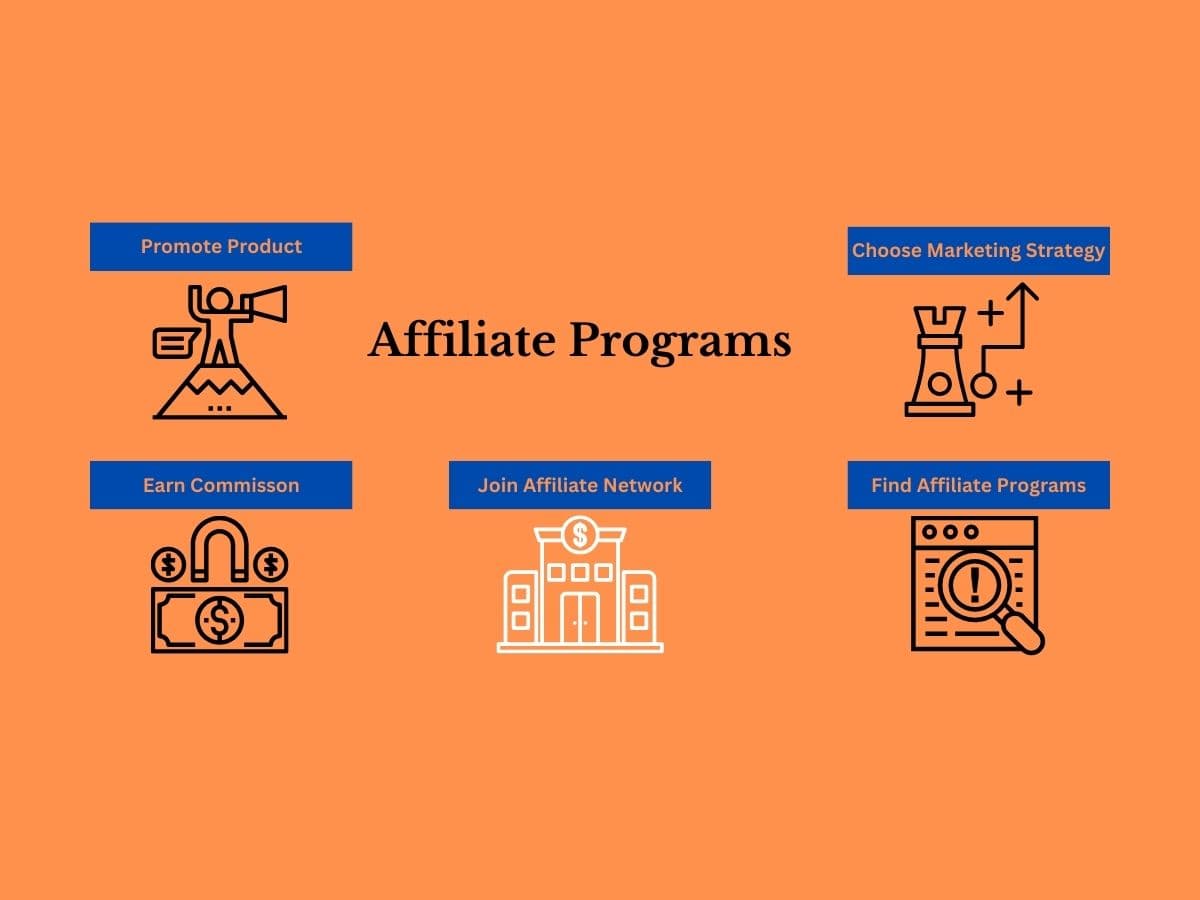 Promote Product
Choose Marketing Strategy
Affiliate Programs
Earn Commisson
Join Affiliate Network
Find Affiliate Programs